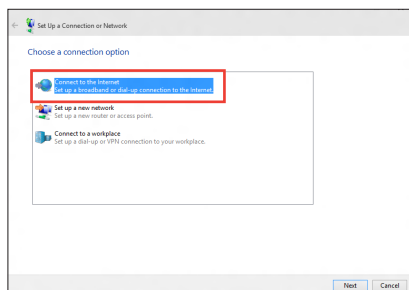 Set Up a Connection or Network
Choose a connection option
Connect to the Internet
Set up a broadband or dial-up connection to the Internet.
Set up a new network
Set up a new router or access point.
Connect to a workplace
Set up a dial-up or VPN connection to your workplace.
Next Cancel